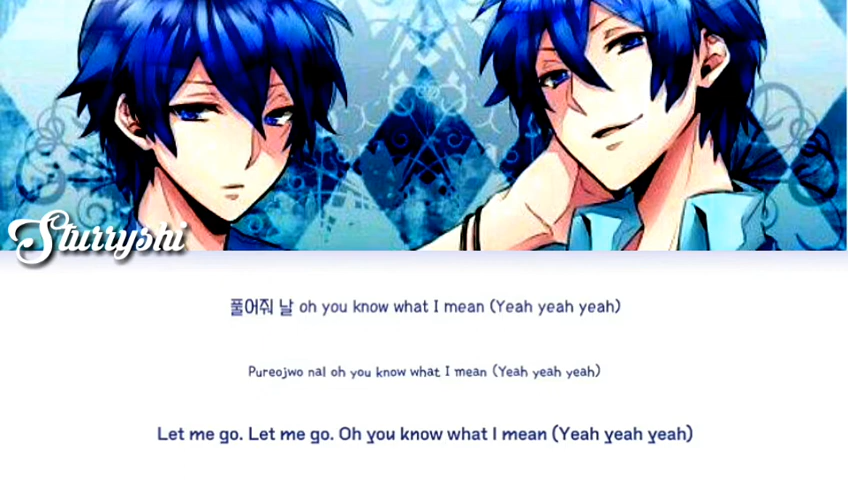 Sturryshi
풀어줘 날 oh you know what I mean (Yeah yeah yeah)
Pureojwo nal oh you know what I mean (Yeah yeah yeah)
Let me go. Let me go. Oh you know what I mean (Yeah yeah yeah)